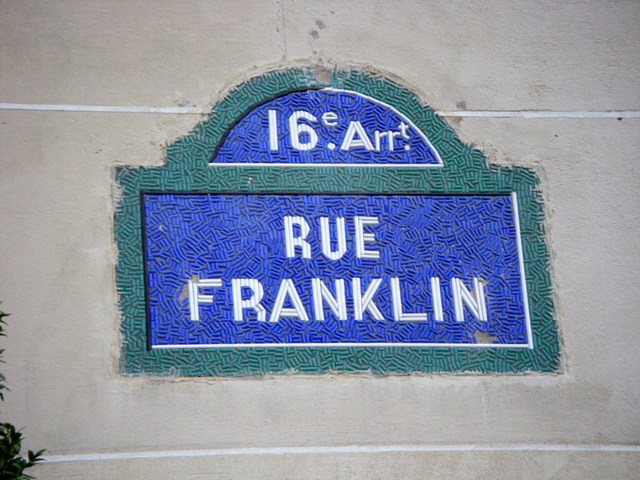 16e. Arrt.
RUE
FRANKLIN